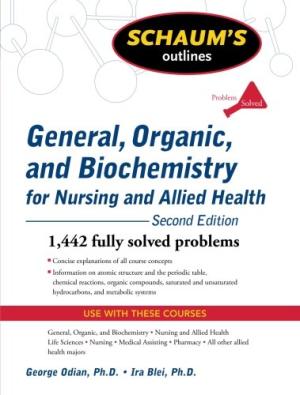 SCHAUM'S
outlines
Problem
Solved
General, Organic,
and Biochemistry
for Nursing and Allied Health
Second Edition
1,442 fully solved problems
■ Concise explanations of all course concepts
■ Information on atomic structure and the periodic table,
chemical reactions, organic compounds, saturated and unsaturated
hydrocarbons, and metabolic systems
USE WITH THESE COURSES
General, Organic, and Biochemistry • Nursing and Allied Health
Life Sciences • Nursing • Medical Assisting • Pharmacy • All other allied
health majors
George Odian, Ph.D. • Ira Blei, Ph.D.